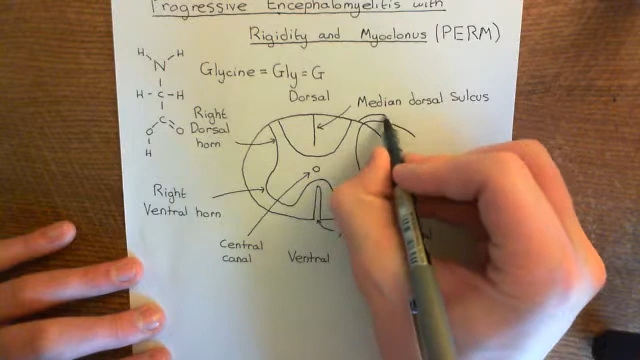 Progressive Encephalomyelitis with
Rigidity and Myoclonus (PERM)
H H
N
H - C - H
C
O O
H
Glycine = Gly = G
Dorsal
Median dorsal Sulcus
Right
Dorsal
horn
Right
Ventral horn
Central
canal
Ventral